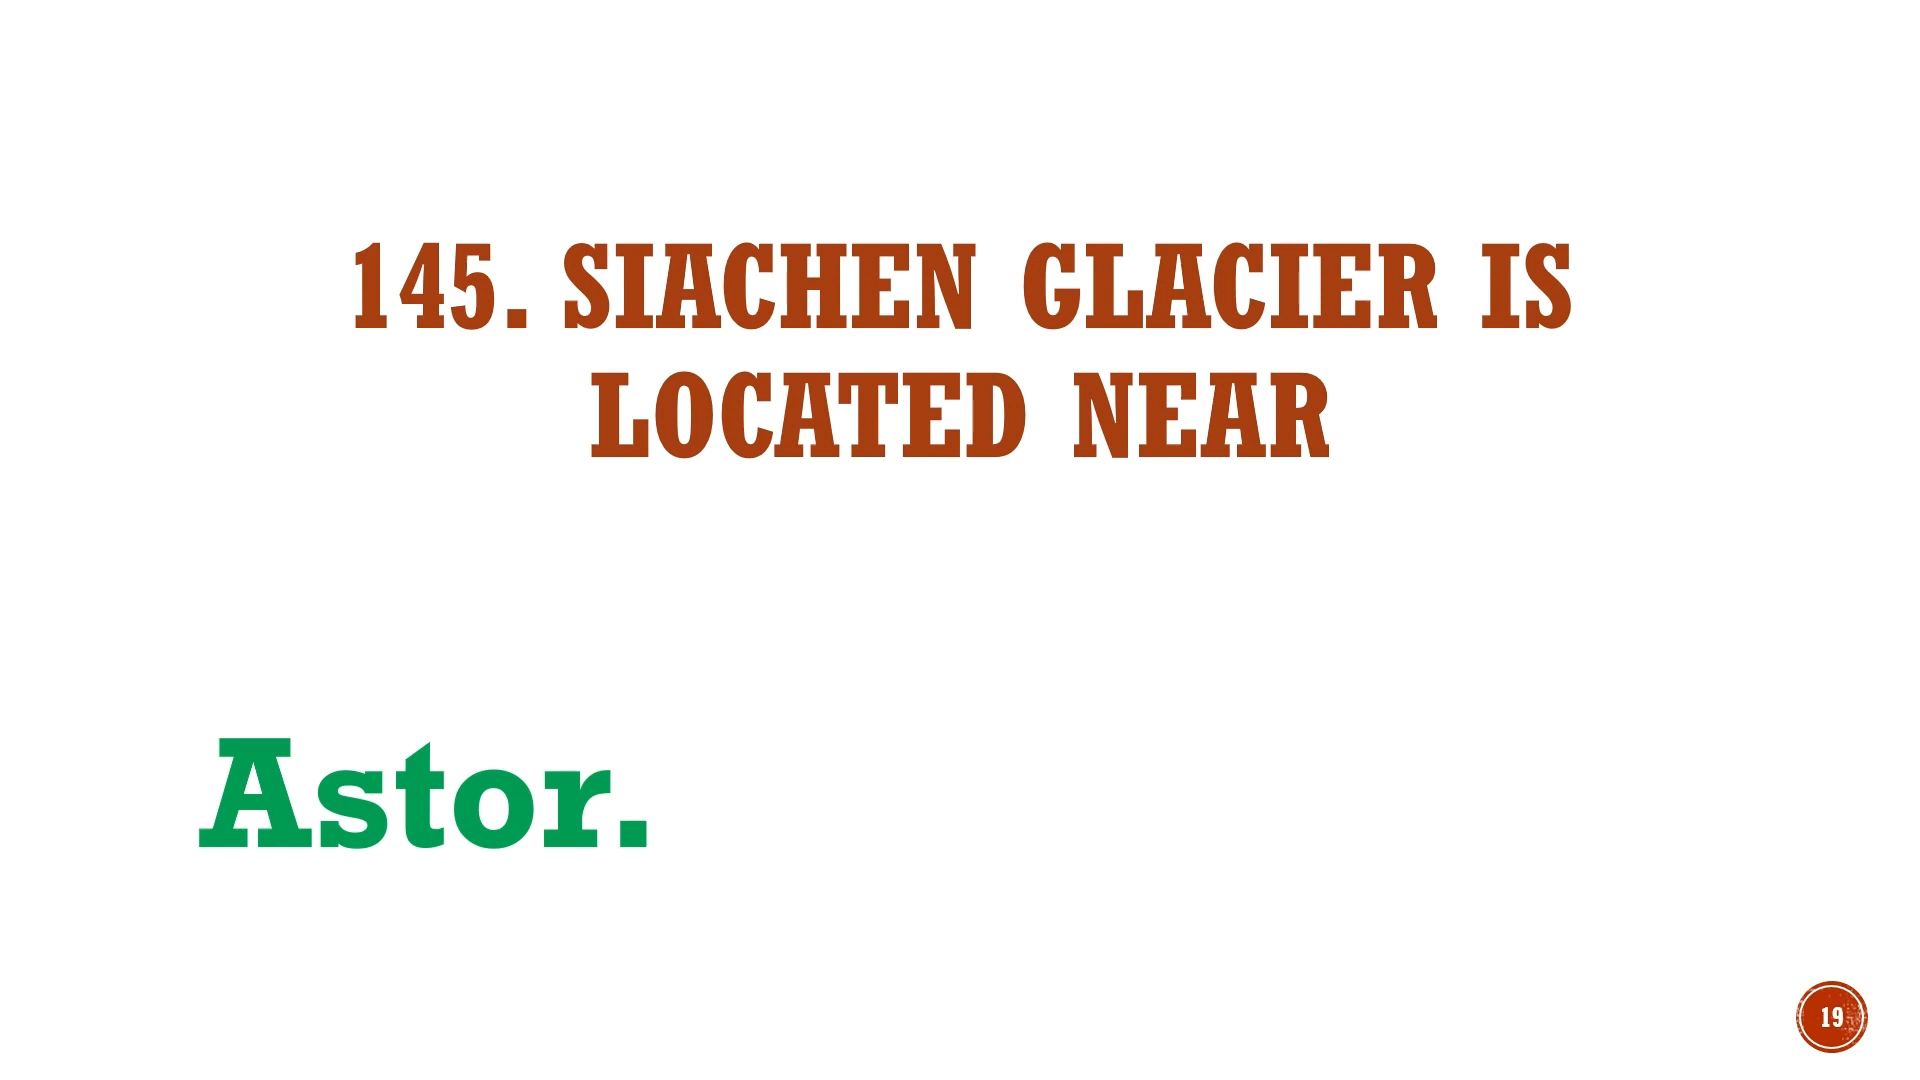 145. SIACHEN GLACIER IS
LOCATED NEAR
Astor.
19